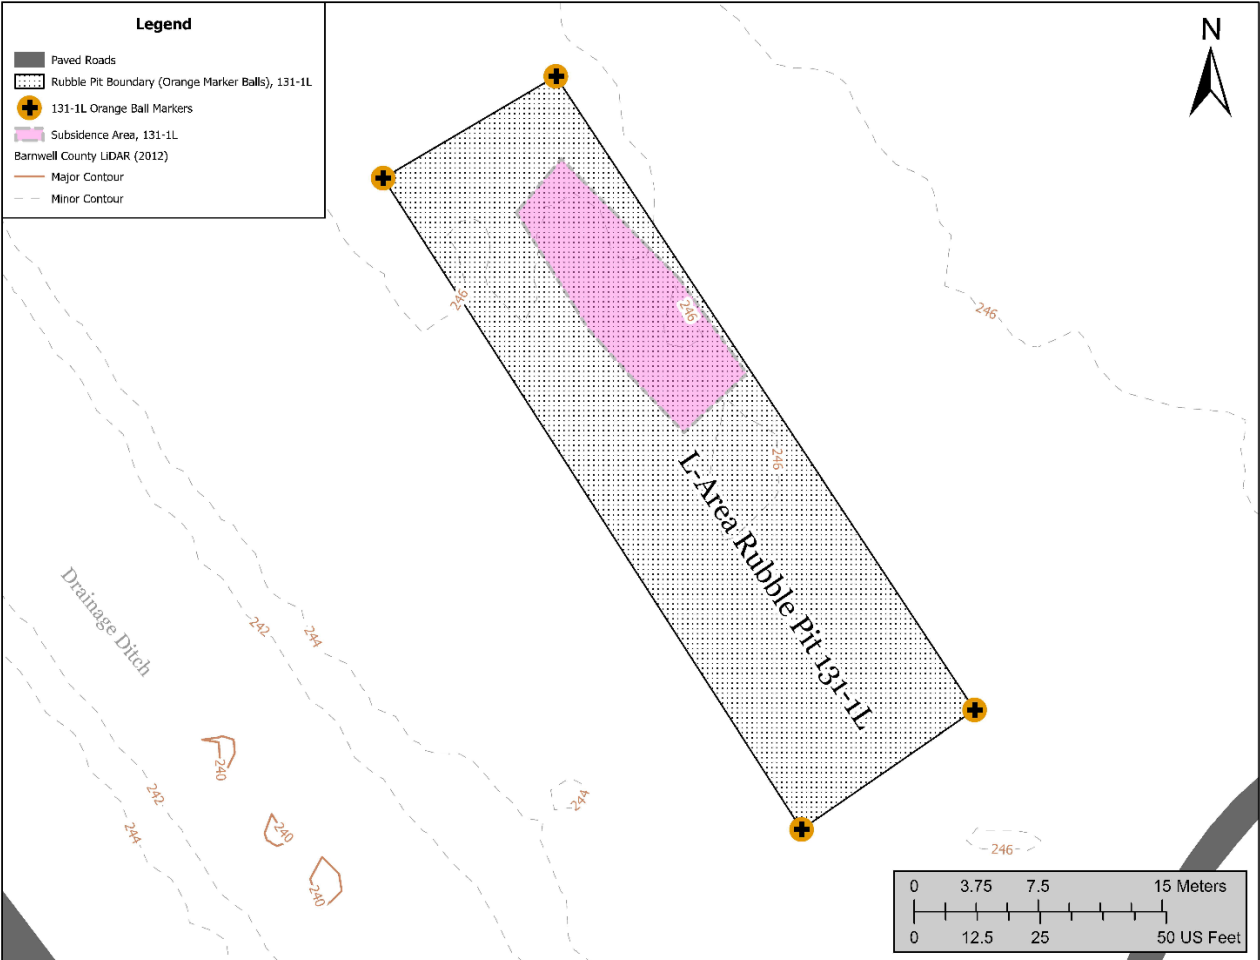 Legend
Paved Roads
Rubble Pit Boundary (Orange Marker Balls), 131-1L
131-1L Orange Ball Markers
Subsidence Area, 131-1L
Barnwell County LiDAR (2012)
Major Contour
Minor Contour
N
246
246
246
246
L-Area Rubble Pit 131-1L
Drainage Ditch
242
244
240
242
244
240
240
244
246
0 3.75 7.5 15 Meters
0 12.5 25 50 US Feet